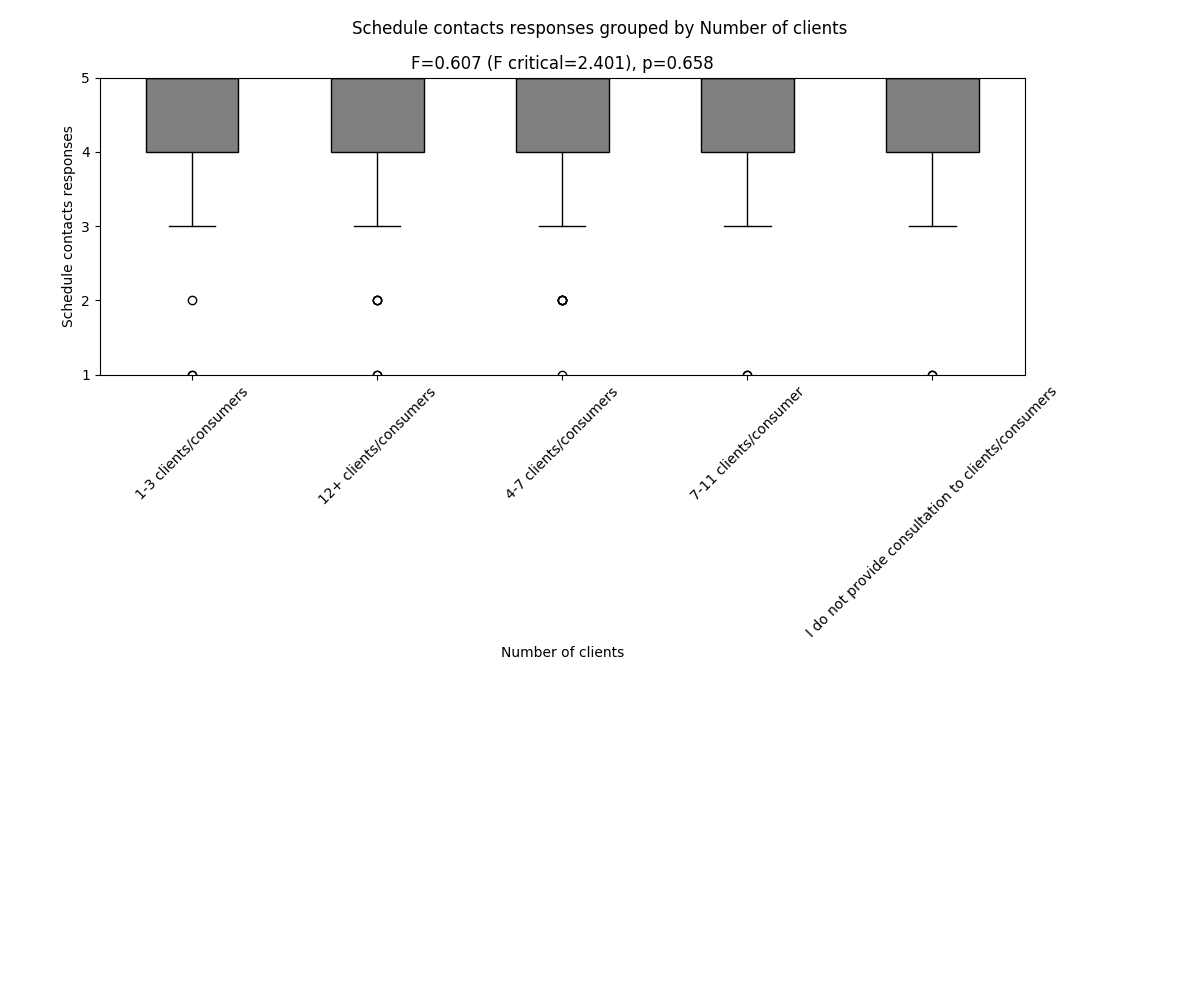 Schedule contacts responses grouped by Number of clients
F=0.607 (F critical=2.401), p=0.658
Schedule contacts responses
5
4
3
2
1
1-3 clients/consumers
12+ clients/consumers
4-7 clients/consumers
7-11 clients/consumer
I do not provide consultation to clients/consumers
Number of clients